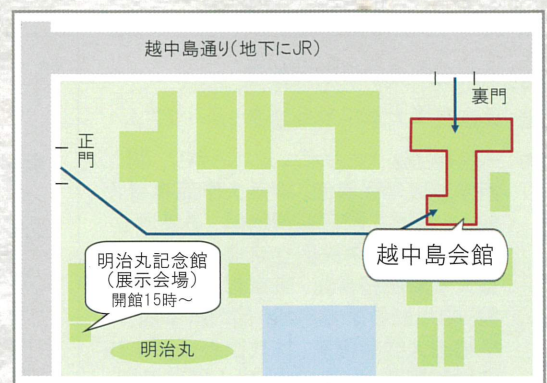 越中島通り(地下にJR)
裏門
正門
越中島会館
明治丸記念館
(展示会場)
開館15時～
明治丸